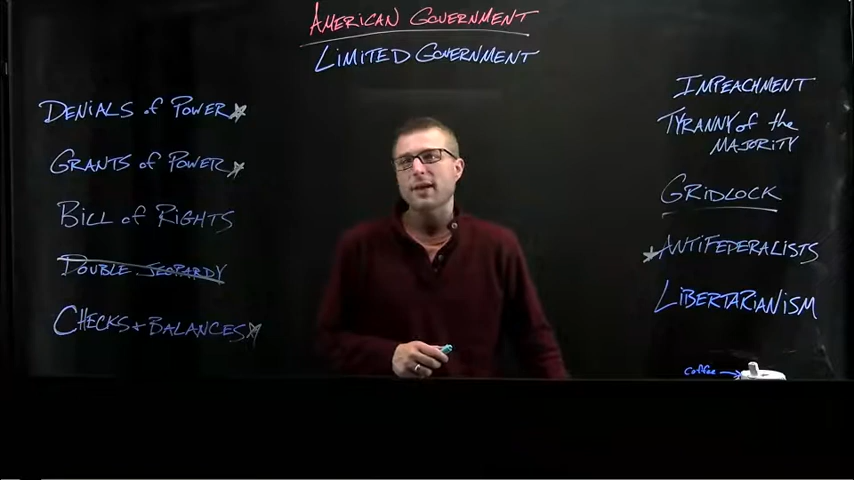 AMERICAN GOVERNMENT
LIMITED GOVERNMENT
DENIALS of POWER
GRANTS of POWER
BILL of RIGHTS
DOUBLE JEOPARDY
CHECKS + BALANCES
IMPEACHMENT
TYRANNY of the
MAJORITY
GRIDLOCK
ANTIFEDERALISTS
LIBERTARIANISM
coffee